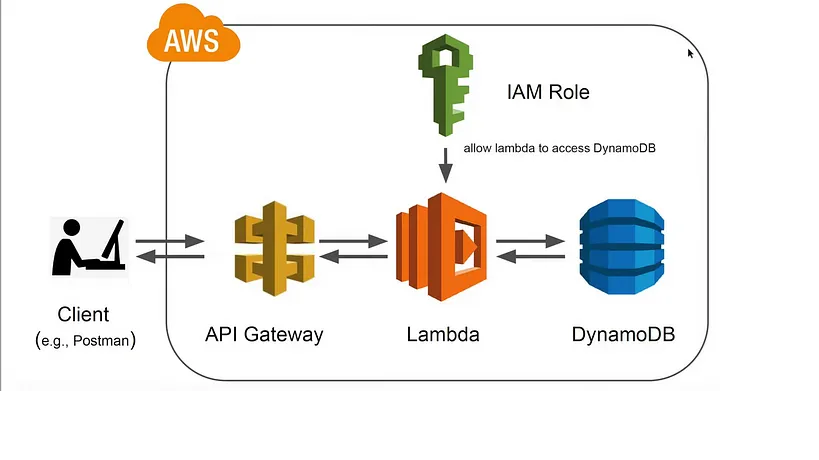 AWS
IAM Role
allow lambda to access DynamoDB
Client
(e.g., Postman)
API Gateway
Lambda
DynamoDB